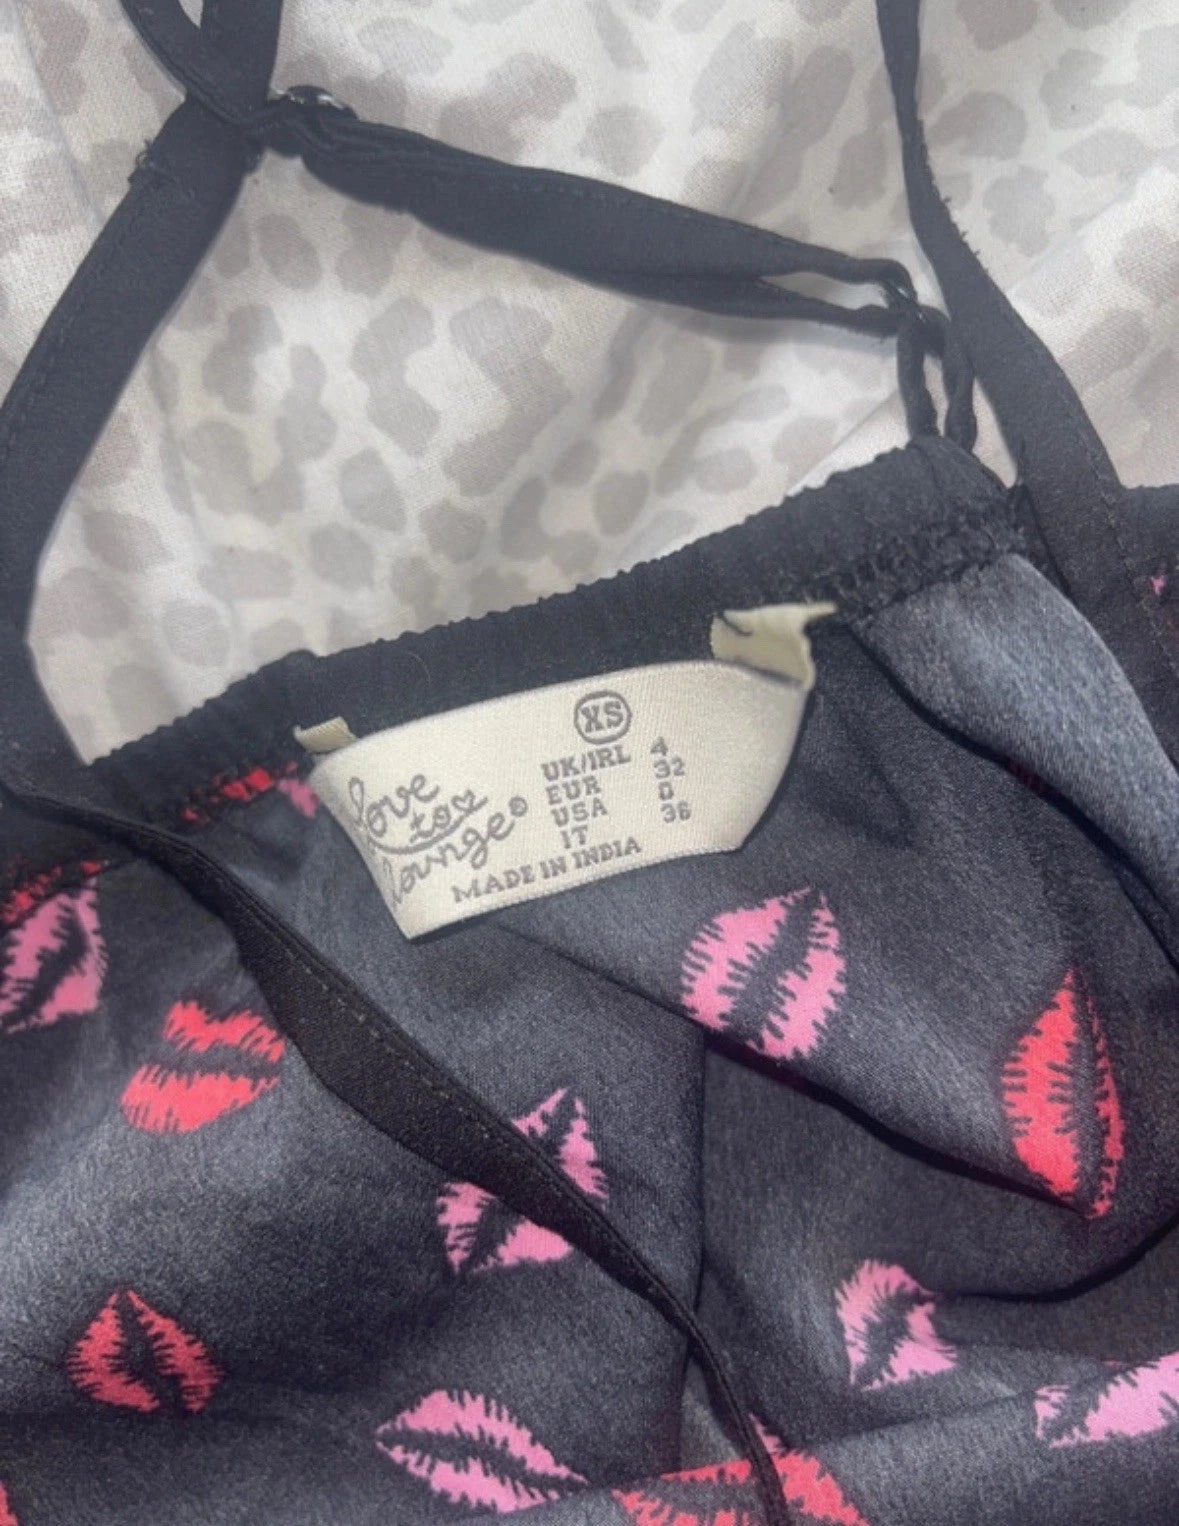 XS
Love
to
Lounge®
UK/IRL 4
EUR 32
USA 0
IT 36
MADE IN INDIA